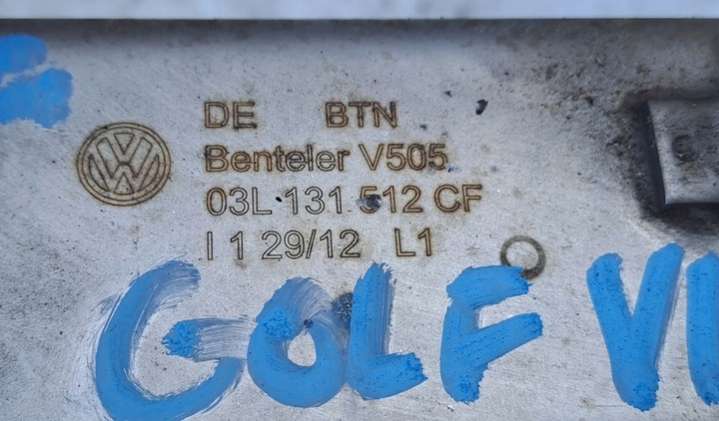 DE BTN
Benteler V505
03L 131 512 CF
I 1 29/12 L1
GOLF VI